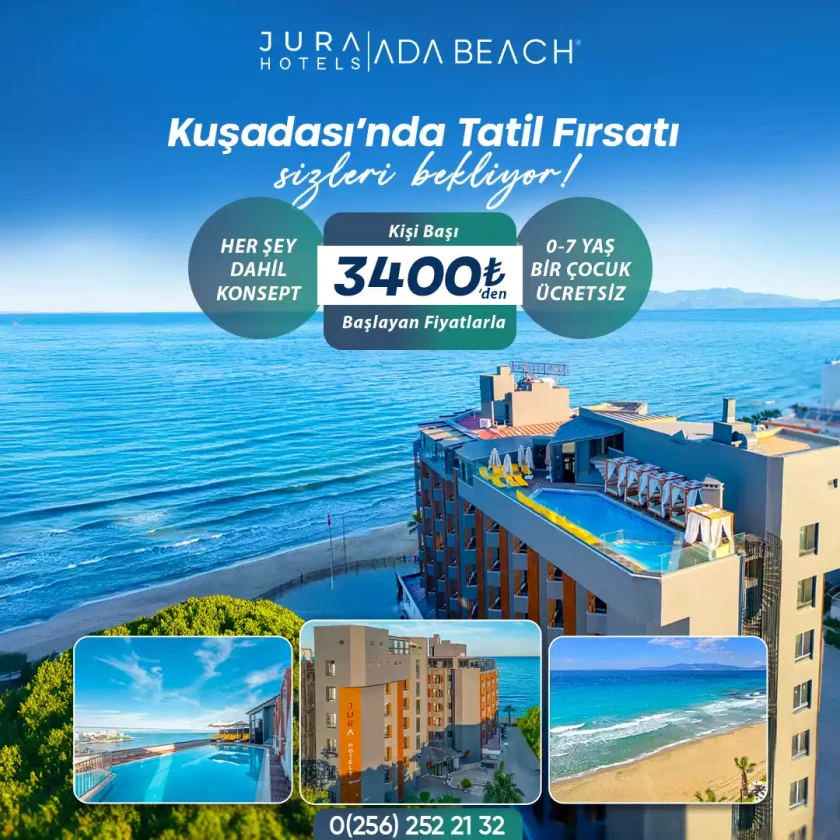 JURA
HOTELS
ADA BEACH®
Kuşadası’nda Tatil Fırsatı
sizleri bekliyor!
HER ŞEY
DAHİL
KONSEPT
Kişi Başı
3400₺
’den
Başlayan Fiyatlarla
0-7 YAŞ
BİR ÇOCUK
ÜCRETSİZ
JURA HOTELS
0(256) 252 21 32